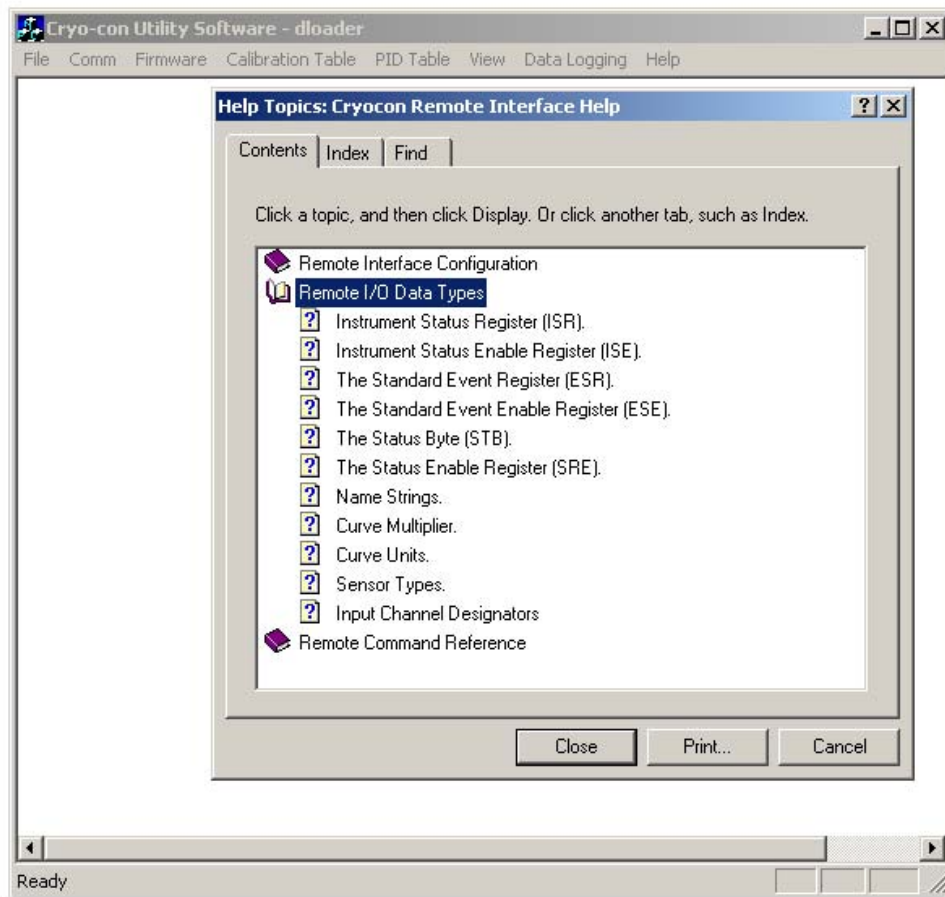 Cryo-con Utility Software - dloader
File Comm Firmware Calibration Table PID Table View Data Logging Help
Help Topics: Cryocon Remote Interface Help
Contents Index Find
Click a topic, and then click Display. Or click another tab, such as Index.
Remote Interface Configuration
Remote I/O Data Types
? Instrument Status Register (ISR).
? Instrument Status Enable Register (ISE).
? The Standard Event Register (ESR).
? The Standard Event Enable Register (ESE).
? The Status Byte (STB).
? The Status Enable Register (SRE).
? Name Strings.
? Curve Multiplier.
? Curve Units.
? Sensor Types.
? Input Channel Designators
Remote Command Reference
Close Print... Cancel
Ready